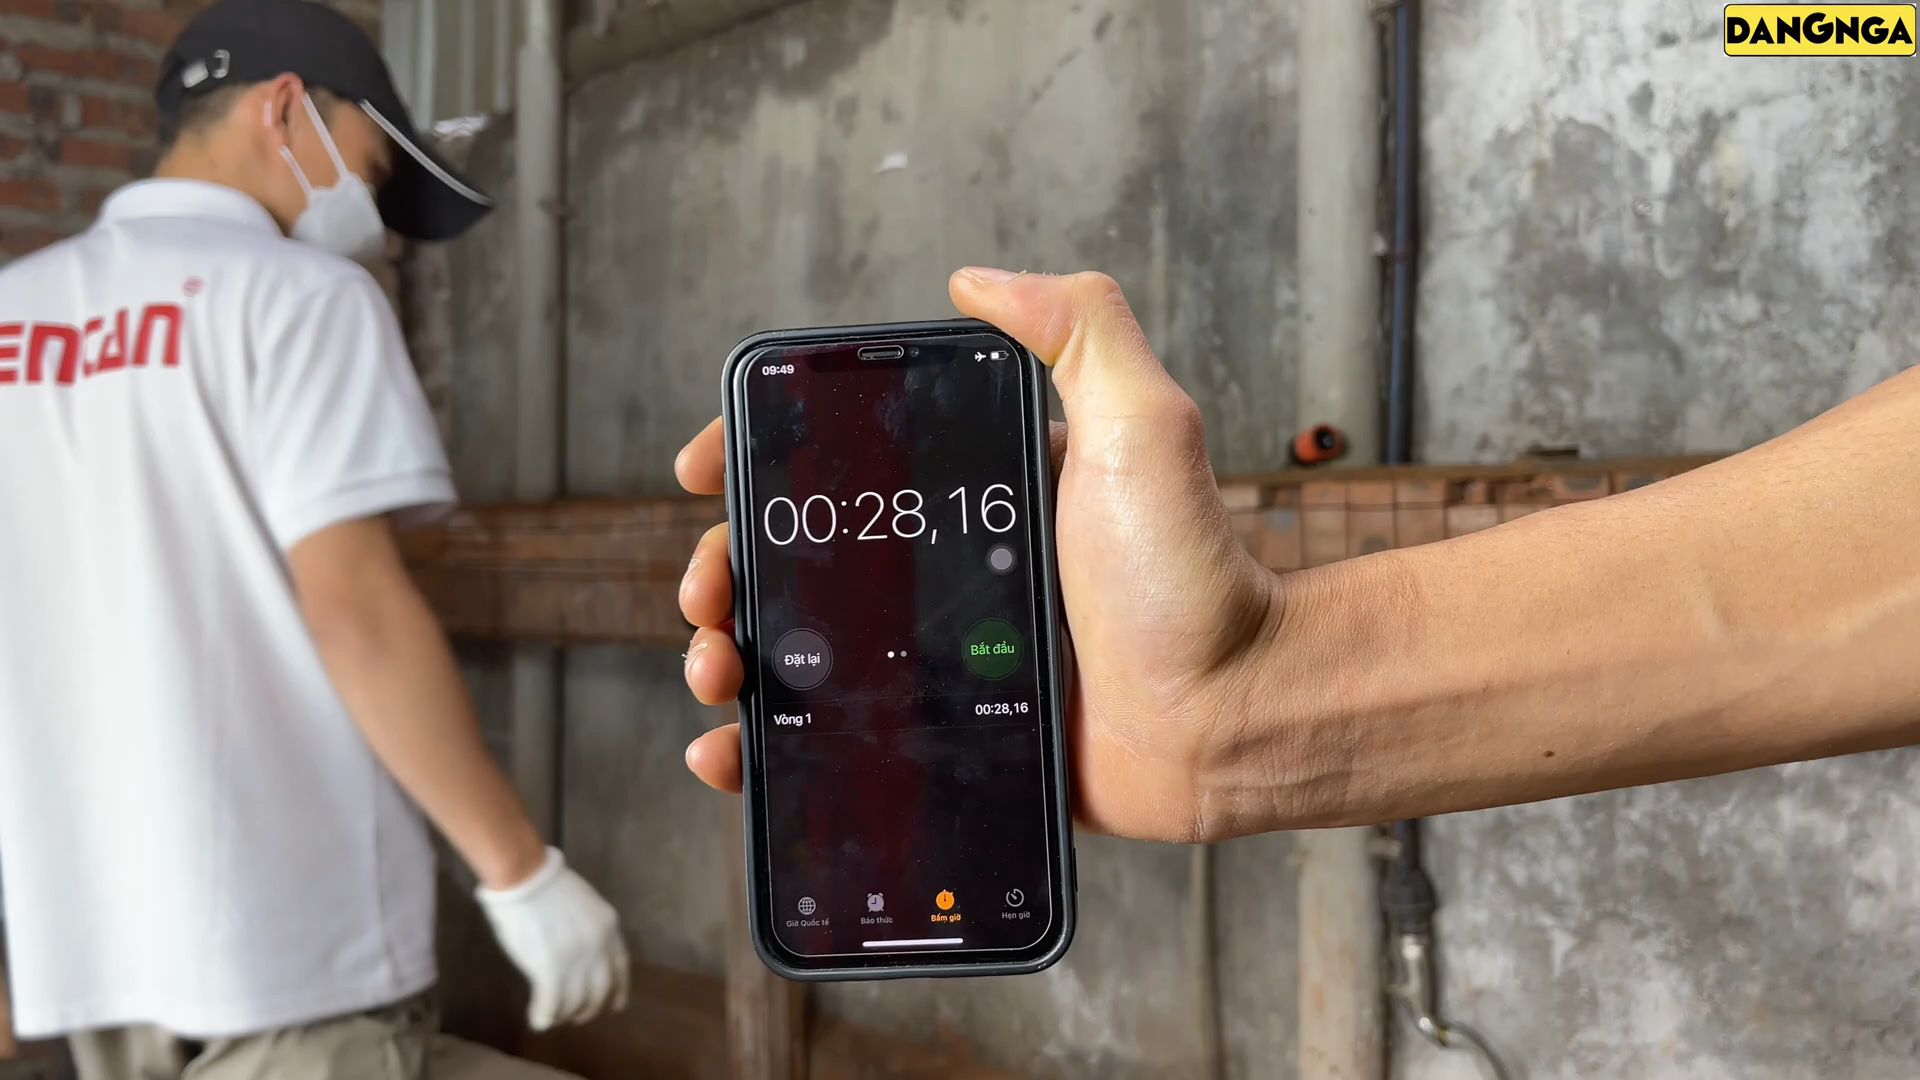 DANGNGA
ENCAN®
09:49
00:28,16
Đặt lại
Bắt đầu
Vòng 1
00:28,16
Giờ Quốc tế
Báo thức
Bấm giờ
Hẹn giờ